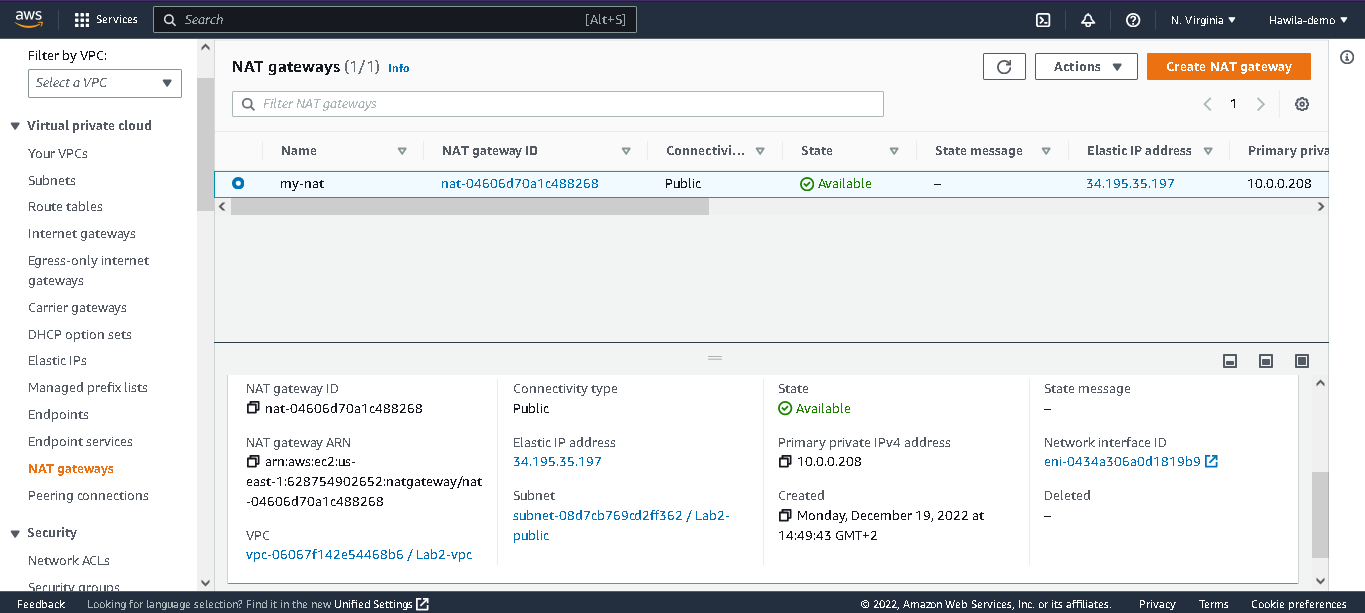 aws
Services
Search
[Alt+S]
N. Virginia
Hawila-demo
Filter by VPC:
Select a VPC
Virtual private cloud
Your VPCs
Subnets
Route tables
Internet gateways
Egress-only internet
gateways
Carrier gateways
DHCP option sets
Elastic IPs
Managed prefix lists
Endpoints
Endpoint services
NAT gateways
Peering connections
Security
Network ACLs
Security groups
NAT gateways (1/1) Info
Actions
Create NAT gateway
Filter NAT gateways
1
Name
NAT gateway ID
Connectivi...
State
State message
Elastic IP address
Primary priva
my-nat
nat-04606d70a1c488268
Public
Available
–
34.195.35.197
10.0.0.208
NAT gateway ID
nat-04606d70a1c488268
NAT gateway ARN
arn:aws:ec2:us-
east-1:628754902652:natgateway/nat
-04606d70a1c488268
VPC
vpc-06067f142e54468b6 / Lab2-vpc
Connectivity type
Public
Elastic IP address
34.195.35.197
Subnet
subnet-08d7cb769cd2ff362 / Lab2-
public
State
Available
Primary private IPv4 address
10.0.0.208
Created
Monday, December 19, 2022 at
14:49:43 GMT+2
State message
–
Network interface ID
eni-0434a306a0d1819b9
Deleted
–
Feedback
Looking for language selection? Find it in the new Unified Settings
© 2022, Amazon Web Services, Inc. or its affiliates.
Privacy
Terms
Cookie preferences